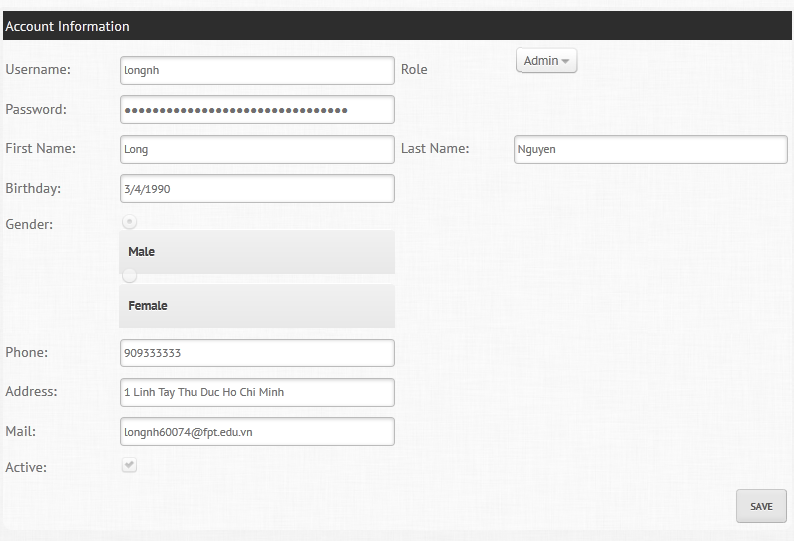 Account Information
Username: longnh Role Admin
Password: ●●●●●●●●●●●●●●●●●●●●●●●●●●●●●●●●
First Name: Long Last Name: Nguyen
Birthday: 3/4/1990
Gender:
Male
Female
Phone: 909333333
Address: 1 Linh Tay Thu Duc Ho Chi Minh
Mail: longnh60074@fpt.edu.vn
Active:
SAVE